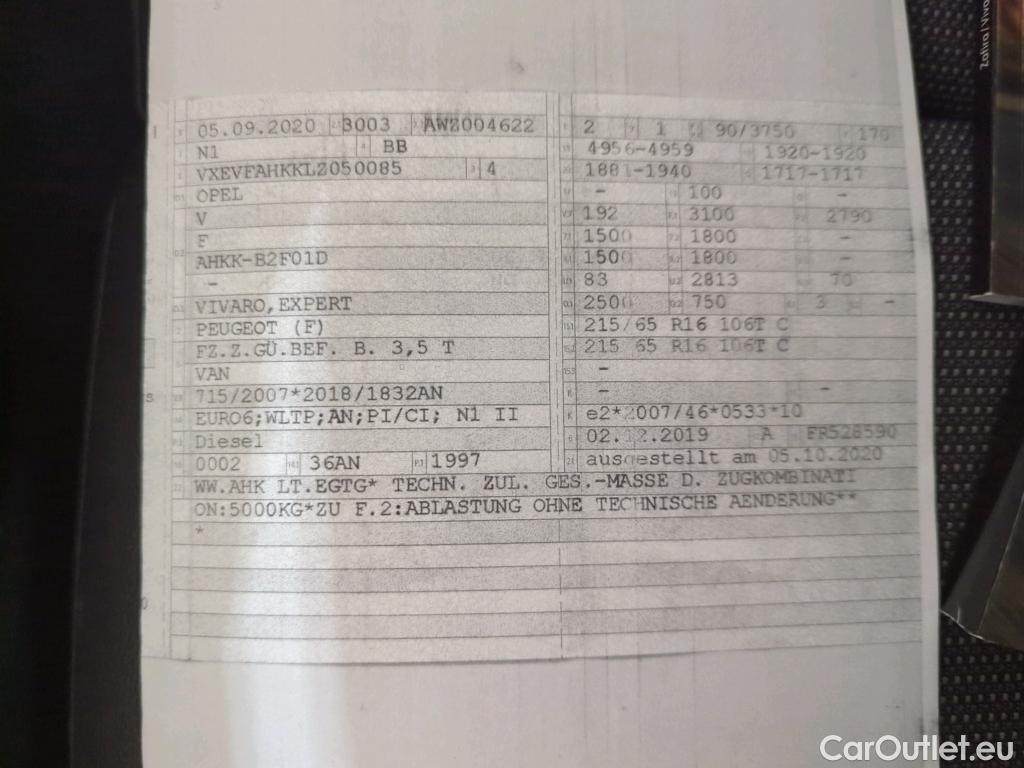 05.09.2020 3003 AWZ004622
N1 BB
VXEVFAHKKLZ050085 4
OPEL
V
F
AHKK-B2F01D
-
VIVARO,EXPERT
PEUGEOT (F)
FZ.Z.GÜ.BEF. B. 3,5 T
VAN
715/2007*2018/1832AN
EURO6;WLTP;AN;PI/CI; N1 II
Diesel
0002 36AN 1997
2 1 90/3750 170
4956-4959 1920-1920
1881-1940 1717-1717
- 100 -
192 3100 2790
1500 1800 -
1500 1800 -
83 2813 70
2500 750 3 -
215/65 R16 106T C
215 65 R16 106T C
-
- -
e2*2007/46*0533*10
02.12.2019 A FR528590
ausgestellt am 05.10.2020
WW.AHK LT.EGTG* TECHN. ZUL. GES.-MASSE D. ZUGKOMBINATI
ON:5000KG*ZU F.2:ABLASTUNG OHNE TECHNISCHE AENDERUNG**
*
Zafira/Viva
CarOutlet.eu